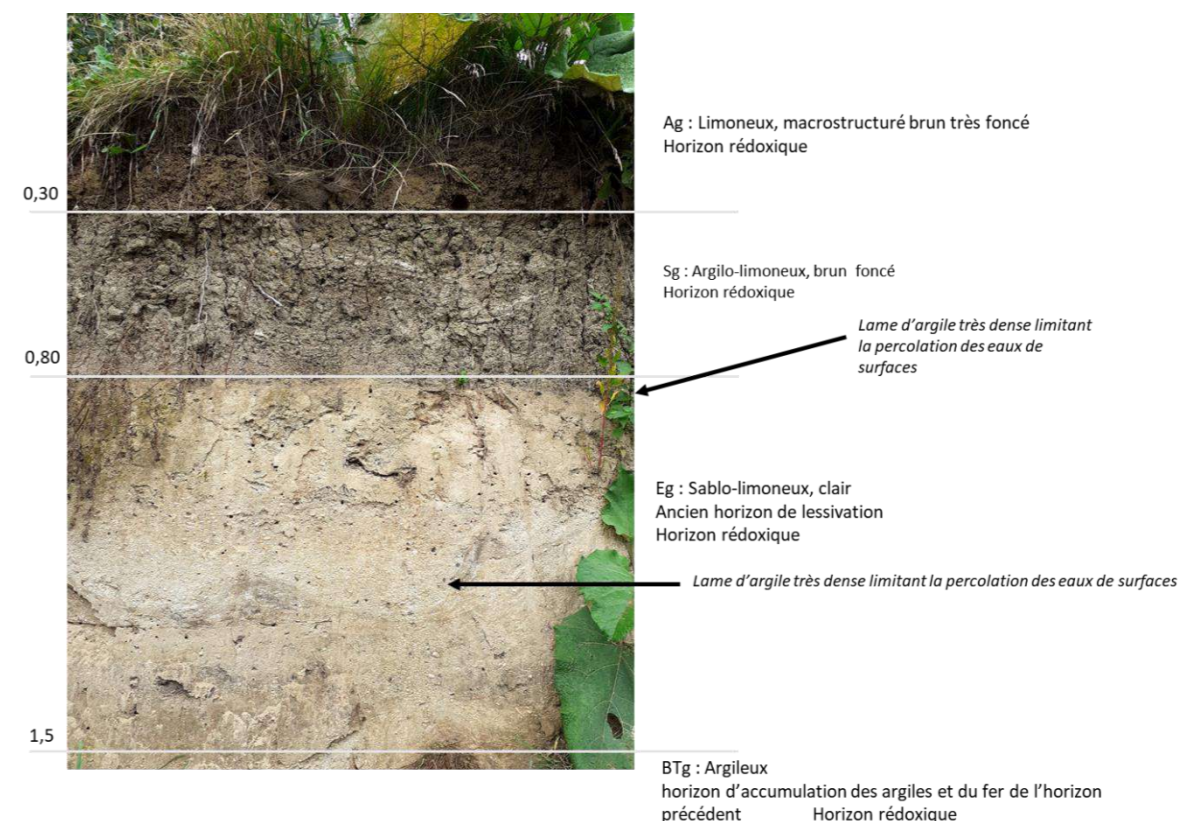 Ag : Limoneux, macrostructuré brun très foncé
Horizon rédoxique
0,30
Sg : Argilo-limoneux, brun foncé
Horizon rédoxique
Lame d'argile très dense limitant
la percolation des eaux de
surfaces
0,80
Eg : Sablo-limoneux, clair
Ancien horizon de lessivation
Horizon rédoxique
Lame d'argile très dense limitant la percolation des eaux de surfaces
1,5
BTg : Argileux
horizon d'accumulation des argiles et du fer de l'horizon
précédent Horizon rédoxique